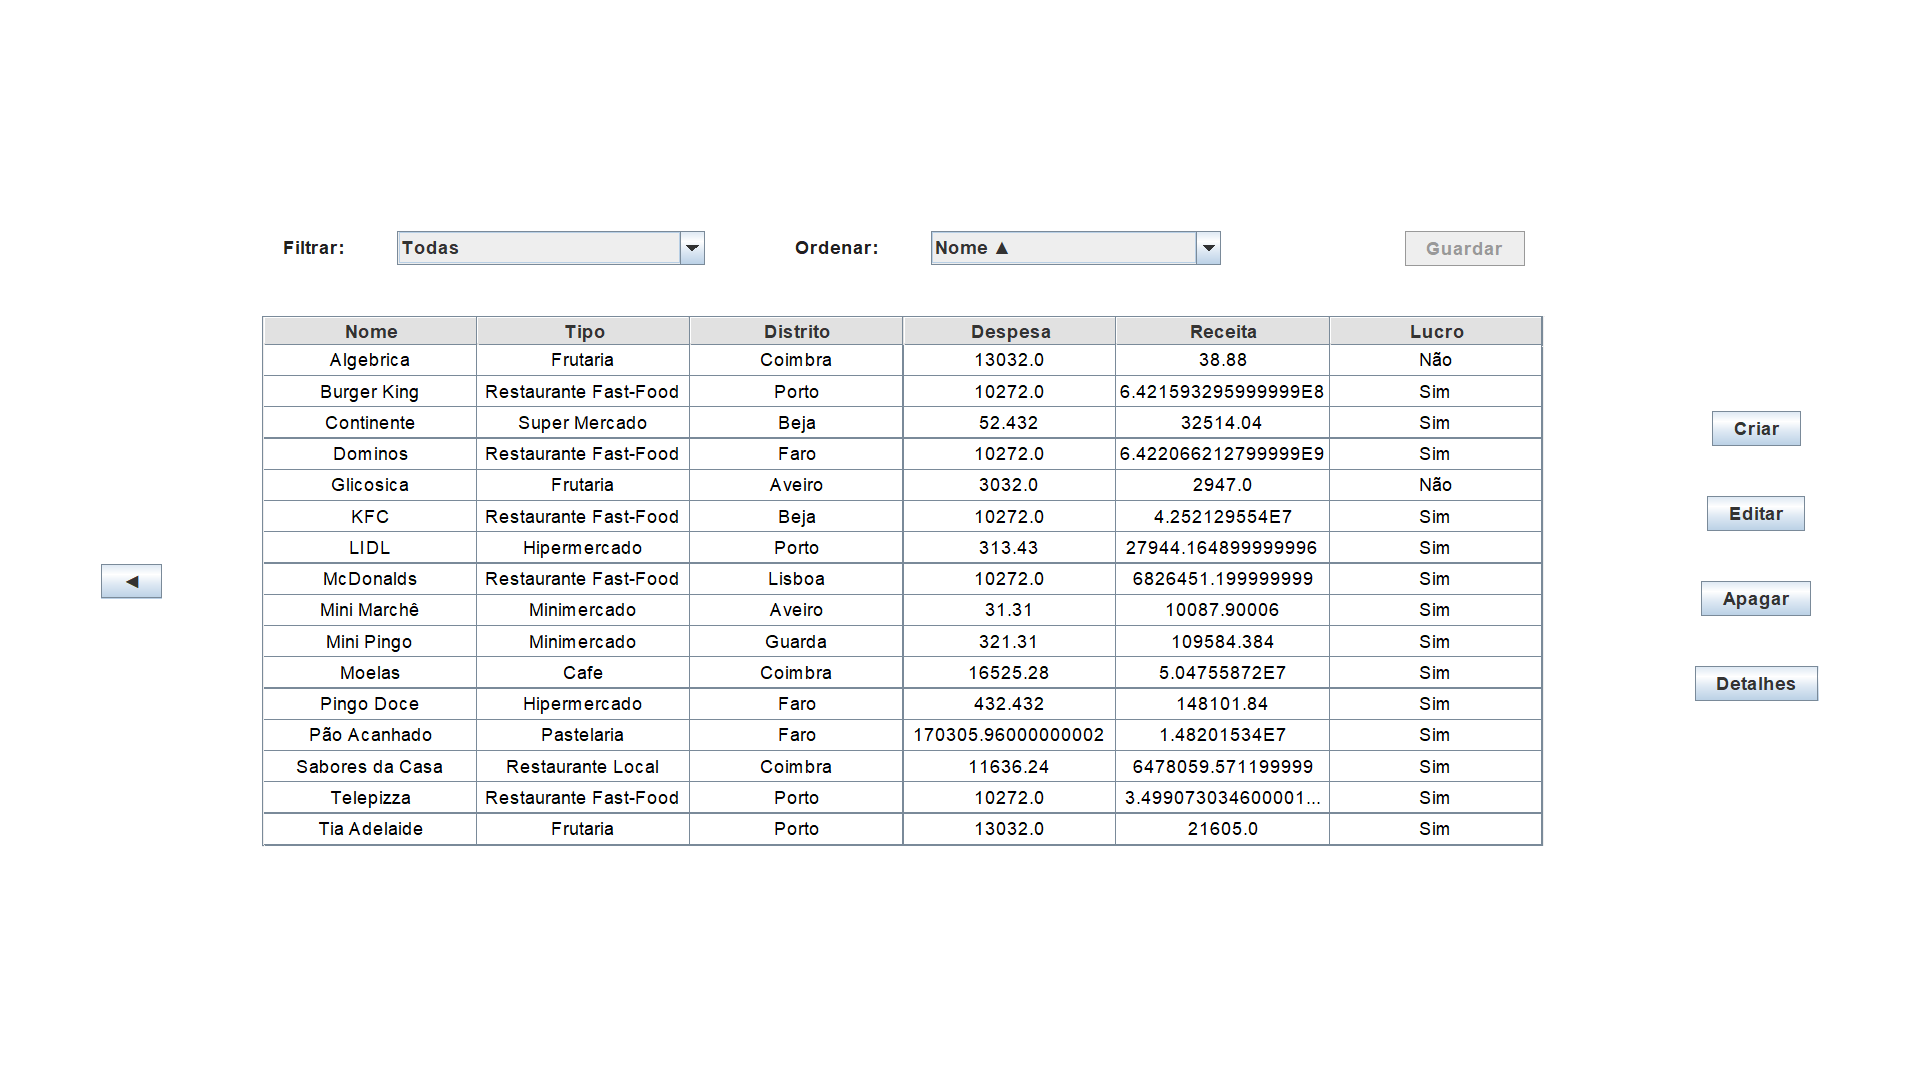 Filtrar: Todas Ordenar: Nome ▲ Guardar
Nome Tipo Distrito Despesa Receita Lucro
Algebrica Frutaria Coimbra 13032.0 38.88 Não
Burger King Restaurante Fast-Food Porto 10272.0 6.421593295999999E8 Sim
Continente Super Mercado Beja 52.432 32514.04 Sim
Criar
Dominos Restaurante Fast-Food Faro 10272.0 6.422066212799999E9 Sim
Glicosica Frutaria Aveiro 3032.0 2947.0 Não
KFC Restaurante Fast-Food Beja 10272.0 4.252129554E7 Sim
Editar
LIDL Hipermercado Porto 313.43 27944.164899999996 Sim
◄
McDonalds Restaurante Fast-Food Lisboa 10272.0 6826451.199999999 Sim
Mini Marchê Minimercado Aveiro 31.31 10087.90006 Sim
Apagar
Mini Pingo Minimercado Guarda 321.31 109584.384 Sim
Moelas Cafe Coimbra 16525.28 5.04755872E7 Sim
Detalhes
Pingo Doce Hipermercado Faro 432.432 148101.84 Sim
Pão Acanhado Pastelaria Faro 170305.96000000002 1.48201534E7 Sim
Sabores da Casa Restaurante Local Coimbra 11636.24 6478059.571199999 Sim
Telepizza Restaurante Fast-Food Porto 10272.0 3.499073034600001... Sim
Tia Adelaide Frutaria Porto 13032.0 21605.0 Sim